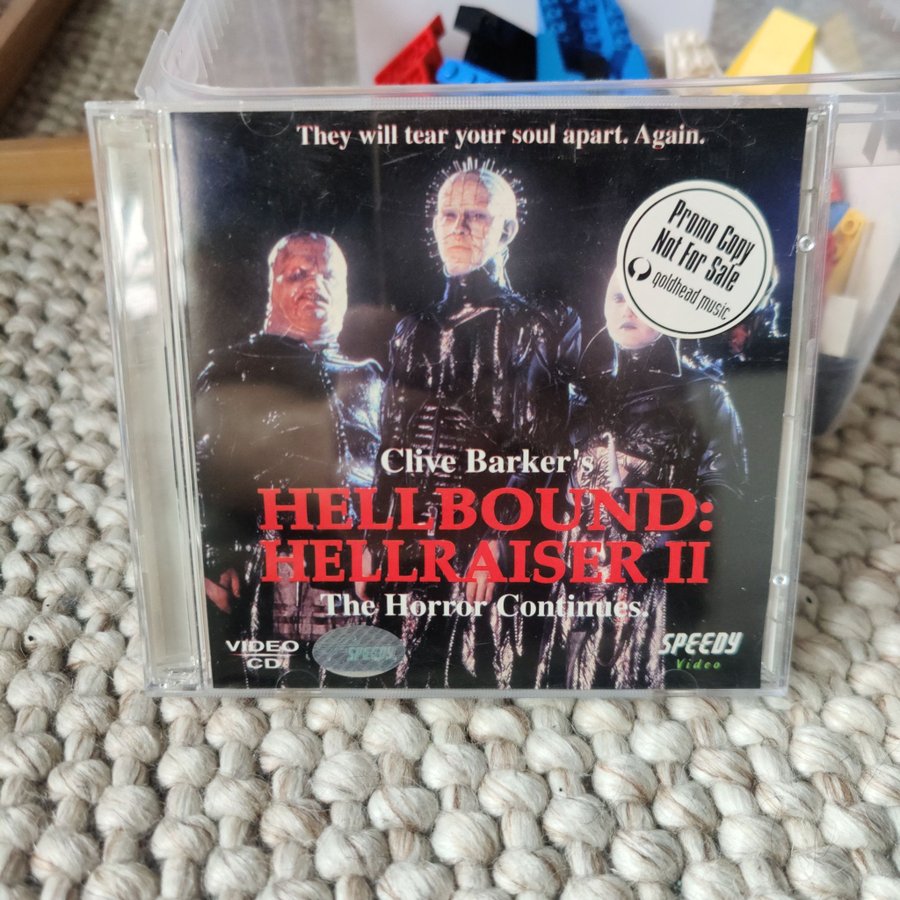 They will tear your soul apart. Again.
Promo Copy
Not For Sale
goldhead music
Clive Barker's
HELLBOUND:
HELLRAISER II
The Horror Continues.
VIDEO
CD
SPEEDY
SPEEDY
Video